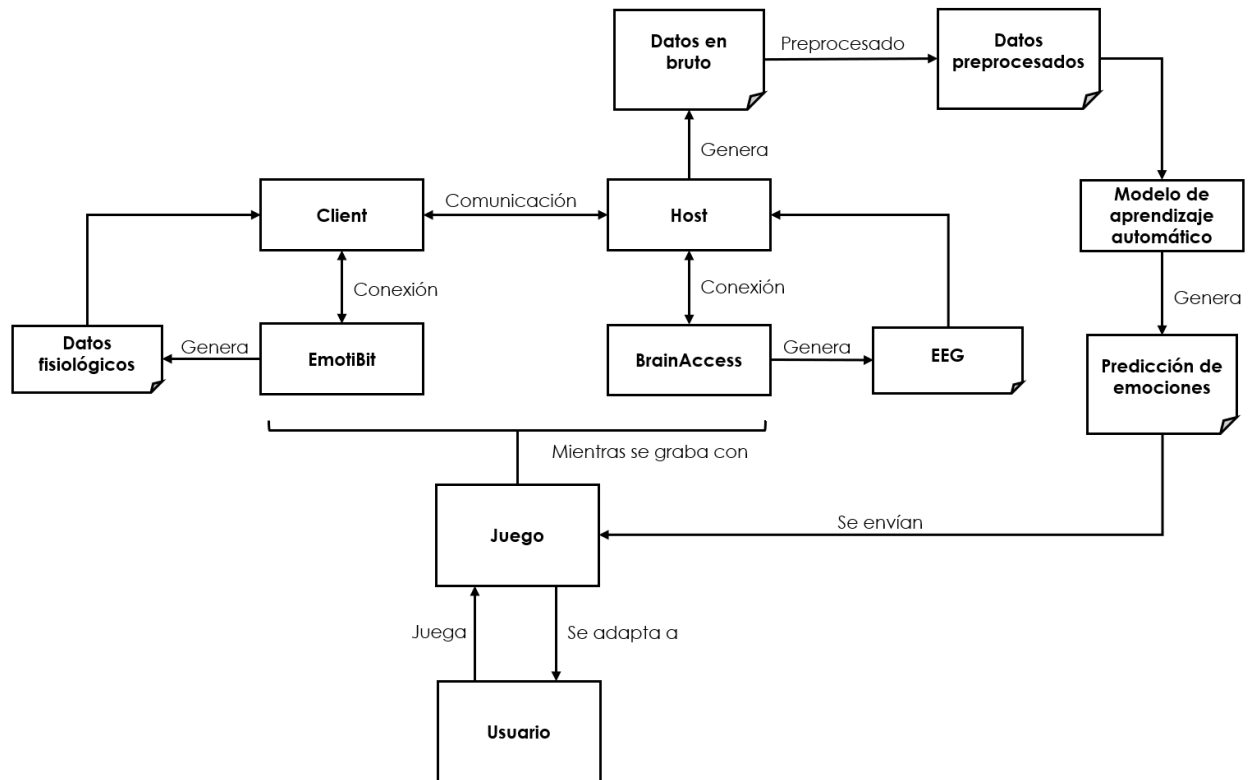 Datos en
bruto
Preprocesado
Datos
preprocesados
Genera
Client
Comunicación
Host
Modelo de
aprendizaje
automático
Conexión
Conexión
Genera
Datos
fisiológicos
Genera
EmotiBit
BrainAccess
Genera
EEG
Predicción de
emociones
Mientras se graba con
Juego
Se envían
Juega
Se adapta a
Usuario